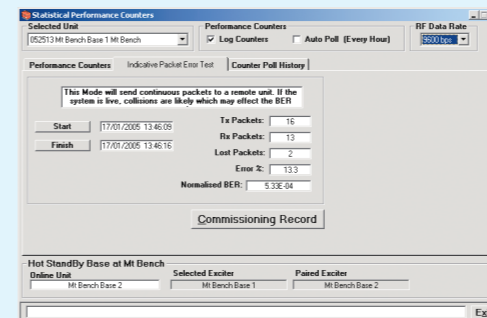 Statistical Performance Counters
Selected Unit
052513 Mt Bench Base 1 Mt Bench
Performance Counters
Log Counters
Auto Poll (Every Hour)
RF Data Rate
9600 bps
Performance Counters
Indicative Packet Error Test
Counter Poll History
This Mode will send continuous packets to a remote unit. If the
system is live, collisions are likely which may effect the BER
Start
17/01/2005 13:46:09
Finish
17/01/2005 13:46:16
Tx Packets: 16
Rx Packets: 13
Lost Packets: 2
Error %: 13.3
Normalised BER: 5.33E-04
Commissioning Record
Hot StandBy Base at Mt Bench
Online Unit
Mt Bench Base 2
Selected Exciter
Mt Bench Base 1
Paired Exciter
Mt Bench Base 2